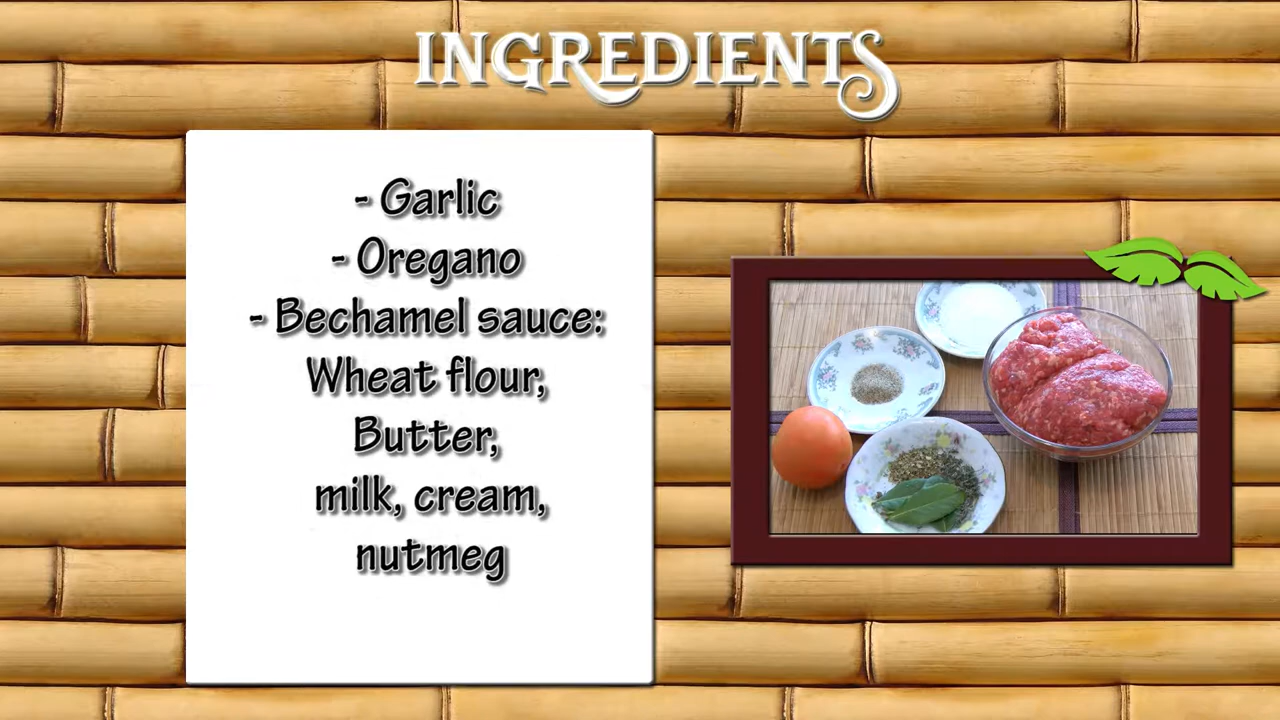 INGREDIENTS
- Garlic
- Oregano
- Bechamel sauce:
Wheat flour,
Butter,
milk, cream,
nutmeg